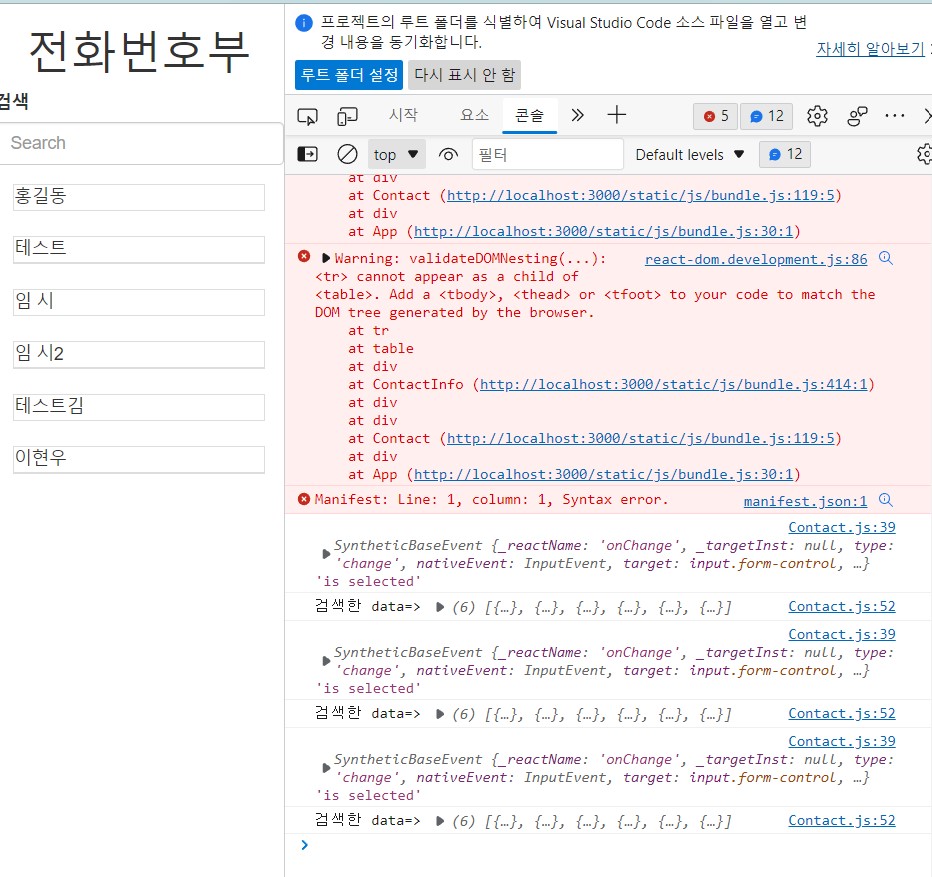 전화번호부
검색
Search
홍길동
테스트
임 시
임 시2
테스트김
이현우
프로젝트의 루트 폴더를 식별하여 Visual Studio Code 소스 파일을 열고 변
경 내용을 동기화합니다.
자세히 알아보기
루트 폴더 설정 다시 표시 안 함
시작 요소 콘솔 5 12
top 필터 Default levels 12
at div
at Contact (http://localhost:3000/static/js/bundle.js:119:5)
at div
at App (http://localhost:3000/static/js/bundle.js:30:1)
Warning: validateDOMNesting(...): react-dom.development.js:86
<tr> cannot appear as a child of
<table>. Add a <tbody>, <thead> or <tfoot> to your code to match the
DOM tree generated by the browser.
at tr
at table
at div
at ContactInfo (http://localhost:3000/static/js/bundle.js:414:1)
at div
at div
at Contact (http://localhost:3000/static/js/bundle.js:119:5)
at div
at App (http://localhost:3000/static/js/bundle.js:30:1)
Manifest: Line: 1, column: 1, Syntax error. manifest.json:1
Contact.js:39
SyntheticBaseEvent {_reactName: 'onChange', _targetInst: null, type:
'change', nativeEvent: InputEvent, target: input.form-control, …}
'is selected'
검색한 data=> (6) [{…}, {…}, {…}, {…}, {…}, {…}] Contact.js:52
Contact.js:39
SyntheticBaseEvent {_reactName: 'onChange', _targetInst: null, type:
'change', nativeEvent: InputEvent, target: input.form-control, …}
'is selected'
검색한 data=> (6) [{…}, {…}, {…}, {…}, {…}, {…}] Contact.js:52
Contact.js:39
SyntheticBaseEvent {_reactName: 'onChange', _targetInst: null, type:
'change', nativeEvent: InputEvent, target: input.form-control, …}
'is selected'
검색한 data=> (6) [{…}, {…}, {…}, {…}, {…}, {…}] Contact.js:52